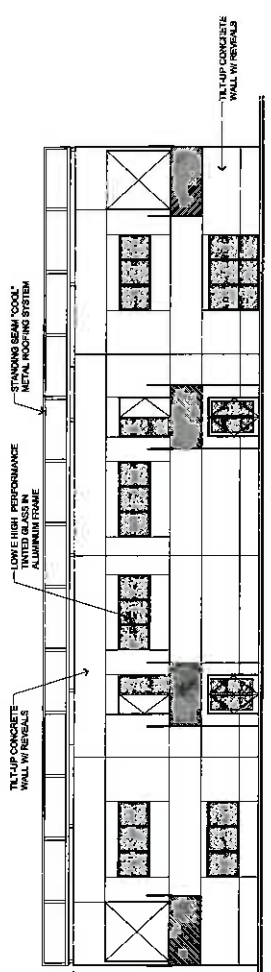 TILT-UP CONCRETE
WALL W/ REVEALS
LOW E HIGH PERFORMANCE
TINTED GLASS IN
ALUMINUM FRAME
STANDING SEAM "COOL"
METAL ROOFING SYSTEM
TILT-UP CONCRETE
WALL W/ REVEALS